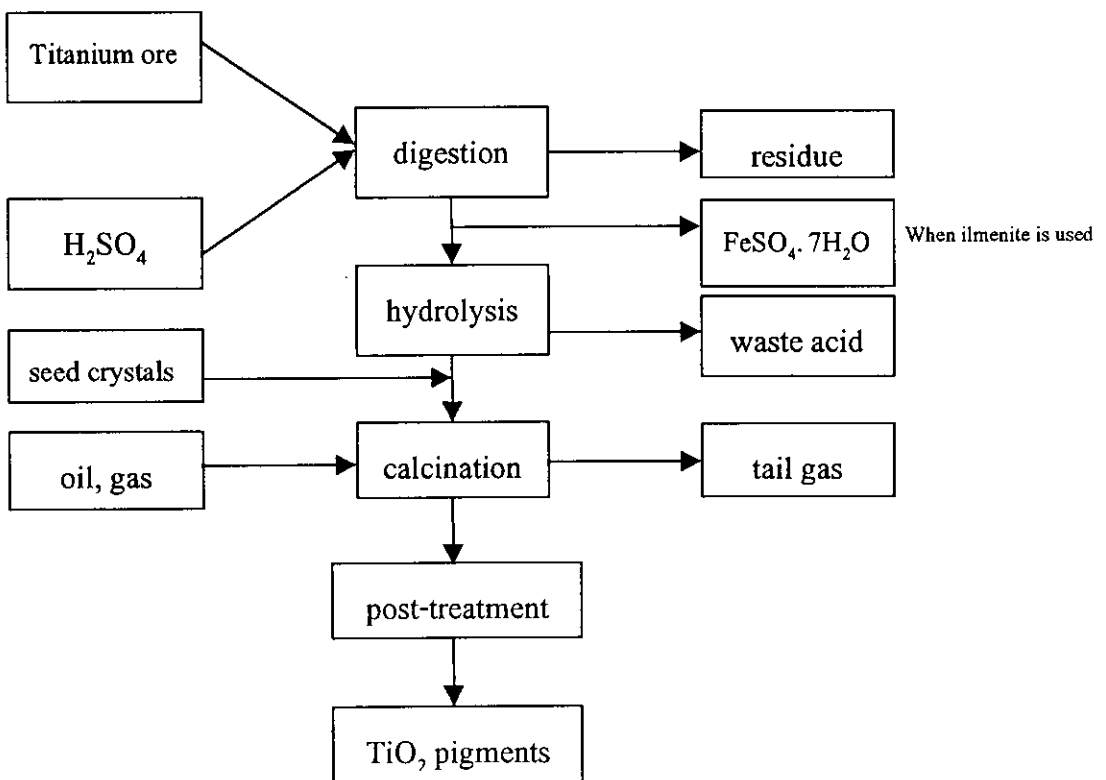 Titanium ore
digestion
residue
H₂SO₄
FeSO₄. 7H₂O
When ilmenite is used
hydrolysis
waste acid
seed crystals
oil, gas
calcination
tail gas
post-treatment
TiO₂ pigments